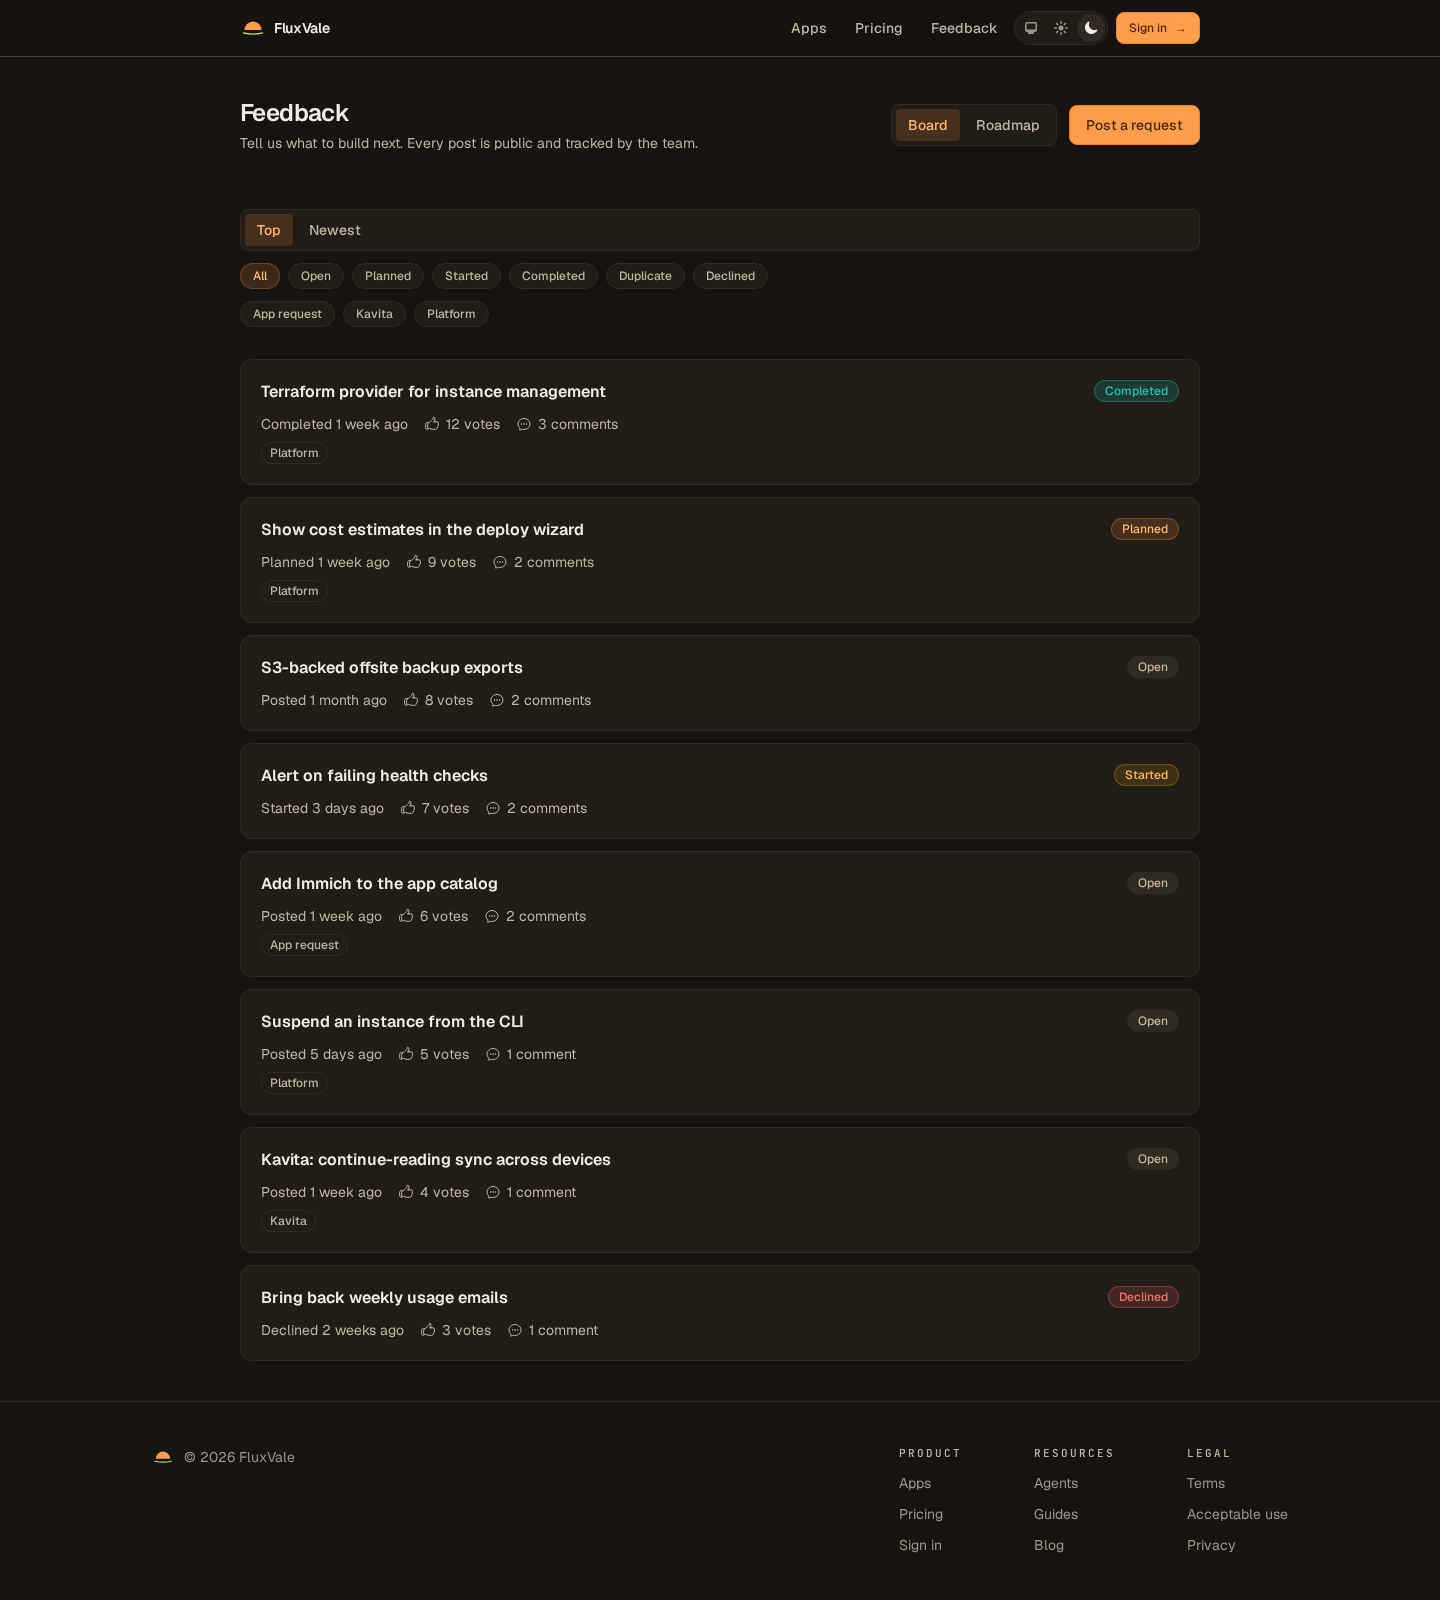 FluxVale
Apps Pricing Feedback Sign in →
Feedback
Tell us what to build next. Every post is public and tracked by the team.
Board Roadmap Post a request
Top Newest
All Open Planned Started Completed Duplicate Declined
App request Kavita Platform
Terraform provider for instance management Completed
Completed 1 week ago 12 votes 3 comments
Platform
Show cost estimates in the deploy wizard Planned
Planned 1 week ago 9 votes 2 comments
Platform
S3-backed offsite backup exports Open
Posted 1 month ago 8 votes 2 comments
Alert on failing health checks Started
Started 3 days ago 7 votes 2 comments
Add Immich to the app catalog Open
Posted 1 week ago 6 votes 2 comments
App request
Suspend an instance from the CLI Open
Posted 5 days ago 5 votes 1 comment
Platform
Kavita: continue-reading sync across devices Open
Posted 1 week ago 4 votes 1 comment
Kavita
Bring back weekly usage emails Declined
Declined 2 weeks ago 3 votes 1 comment
© 2026 FluxVale
PRODUCT
Apps
Pricing
Sign in
RESOURCES
Agents
Guides
Blog
LEGAL
Terms
Acceptable use
Privacy